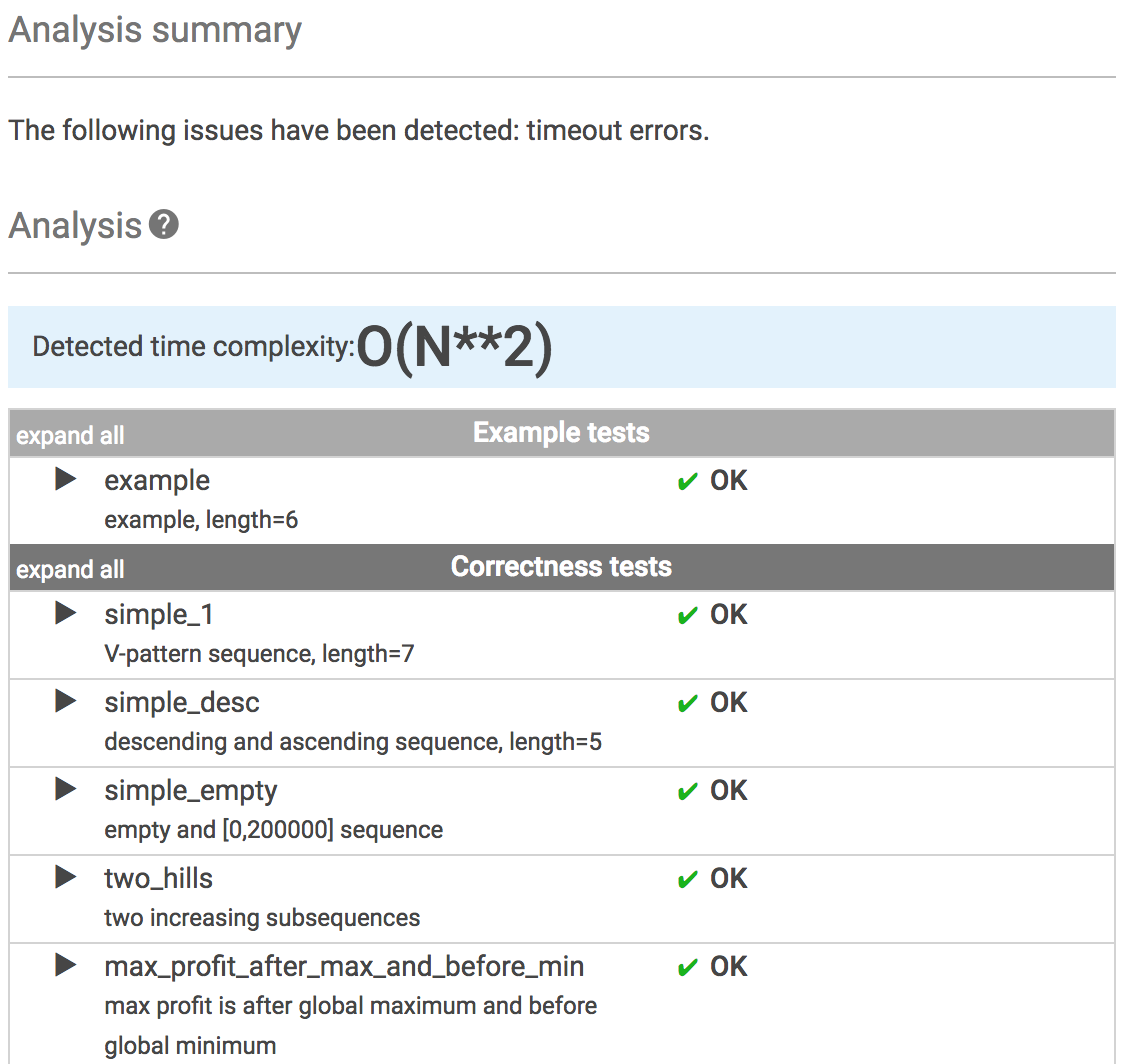 Analysis summary
The following issues have been detected: timeout errors.
Analysis ?
Detected time complexity: O(N**2)
expand all Example tests
example ✔ OK
example, length=6
expand all Correctness tests
simple_1 ✔ OK
V-pattern sequence, length=7
simple_desc ✔ OK
descending and ascending sequence, length=5
simple_empty ✔ OK
empty and [0,200000] sequence
two_hills ✔ OK
two increasing subsequences
max_profit_after_max_and_before_min ✔ OK
max profit is after global maximum and before
global minimum